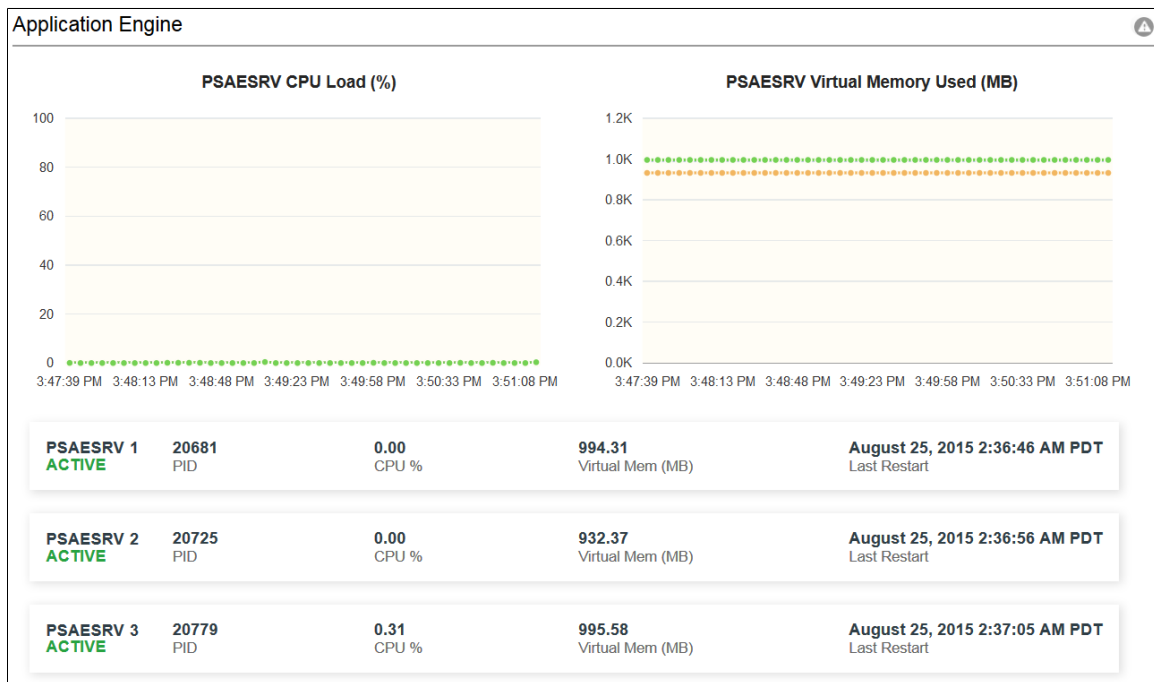 Application Engine
PSAESRV CPU Load (%)
100
80
60
40
20
0
3:47:39 PM 3:48:13 PM 3:48:48 PM 3:49:23 PM 3:49:58 PM 3:50:33 PM 3:51:08 PM
PSAESRV Virtual Memory Used (MB)
1.2K
1.0K
0.8K
0.6K
0.4K
0.2K
0.0K
3:47:39 PM 3:48:13 PM 3:48:48 PM 3:49:23 PM 3:49:58 PM 3:50:33 PM 3:51:08 PM
PSAESRV 1 20681 0.00 994.31 August 25, 2015 2:36:46 AM PDT
ACTIVE PID CPU % Virtual Mem (MB) Last Restart
PSAESRV 2 20725 0.00 932.37 August 25, 2015 2:36:56 AM PDT
ACTIVE PID CPU % Virtual Mem (MB) Last Restart
PSAESRV 3 20779 0.31 995.58 August 25, 2015 2:37:05 AM PDT
ACTIVE PID CPU % Virtual Mem (MB) Last Restart